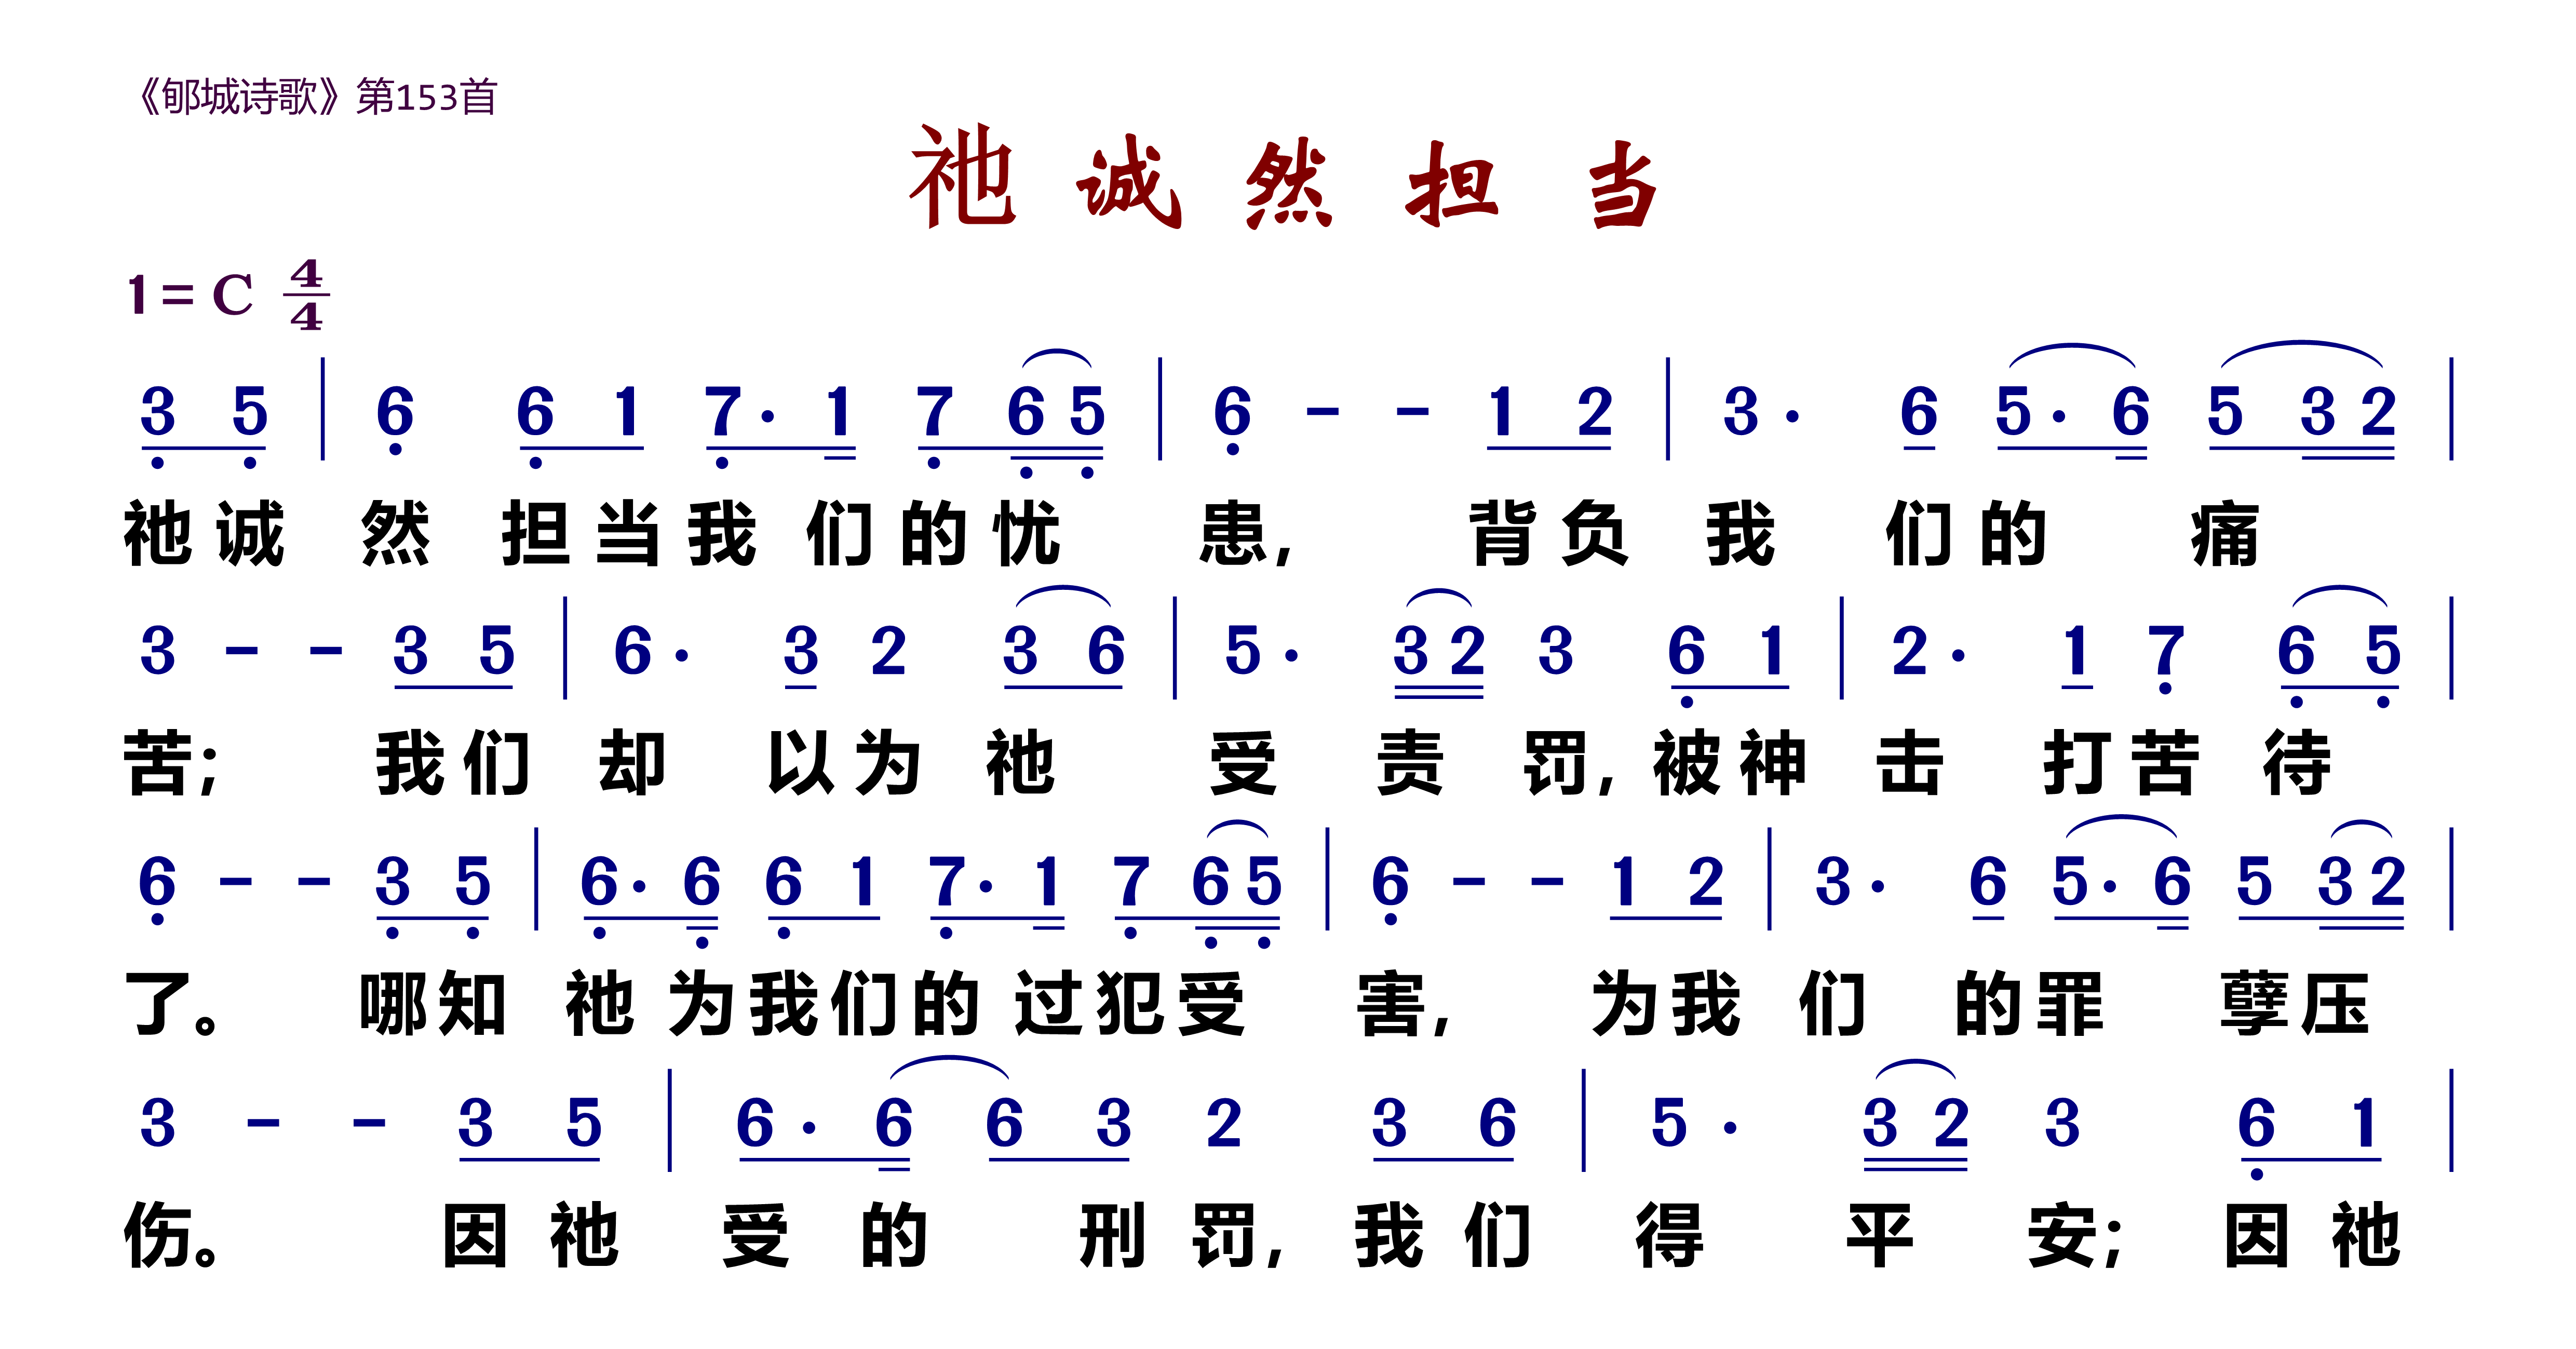 《郇城诗歌》第153首
祂诚然担当
1=C 4/4
3 5 | 6 6 1 7· 1 7 6 5 | 6 - - 1 2 | 3· 6 5· 6 5 3 2 |
祂诚 然 担当我 们的忧 患, 背负 我 们的 痛
3 - - 3 5 | 6· 3 2 3 6 | 5· 3 2 3 6 1 | 2· 1 7 6 5 |
苦; 我们 却 以为 祂 受 责 罚,被神 击 打苦 待
6 - - 3 5 | 6· 6 6 1 7· 1 7 6 5 | 6 - - 1 2 | 3· 6 5· 6 5 3 2 |
了。 哪知 祂 为我们的 过犯受 害, 为我 们 的罪 孽压
3 - - 3 5 | 6· 6 6 3 2 3 6 | 5· 3 2 3 6 1 |
伤。 因祂 受 的 刑 罚, 我们 得 平 安; 因祂